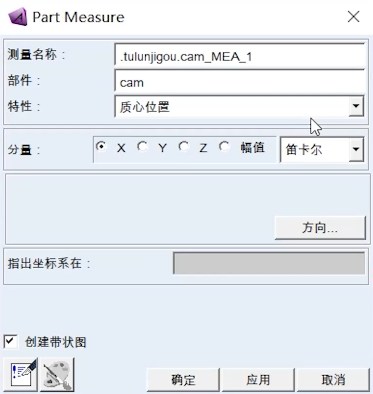 Part Measure
测量名称： .tulunjigou.cam_MEA_1
部件： cam
特性： 质心位置
分量： X Y Z 幅值 笛卡尔
方向...
指出坐标系在：
创建带状图
确定 应用 取消